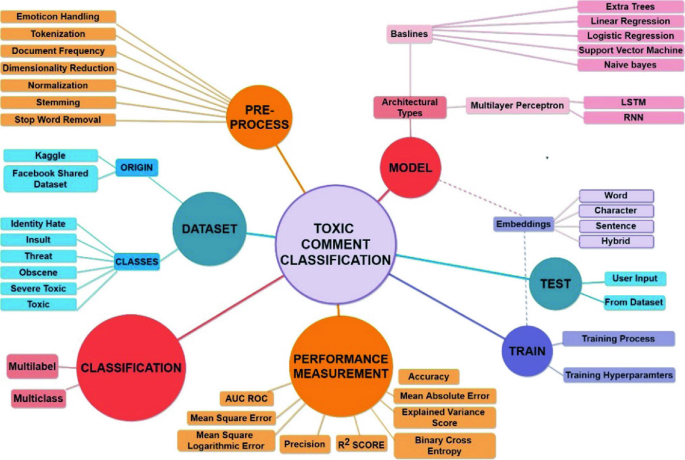 Emoticon Handling
Tokenization
Document Frequency
Dimensionality Reduction
Normalization
Stemming
Stop Word Removal
PRE-
PROCESS
Baslines
Extra Trees
Linear Regression
Logistic Regression
Support Vector Machine
Naive bayes
Architectural
Types
Multilayer Perceptron
LSTM
RNN
MODEL
Kaggle
Facebook Shared
Dataset
ORIGIN
DATASET
Identity Hate
Insult
Threat
Obscene
Severe Toxic
Toxic
CLASSES
TOXIC
COMMENT
CLASSIFICATION
Embeddings
Word
Character
Sentence
Hybrid
TEST
User Input
From Dataset
TRAIN
Training Process
Training Hyperparamters
CLASSIFICATION
Multilabel
Multiclass
PERFORMANCE
MEASUREMENT
AUC ROC
Mean Square Error
Mean Square
Logarithmic Error
Precision
R² SCORE
Accuracy
Mean Absolute Error
Explained Variance
Score
Binary Cross
Entropy